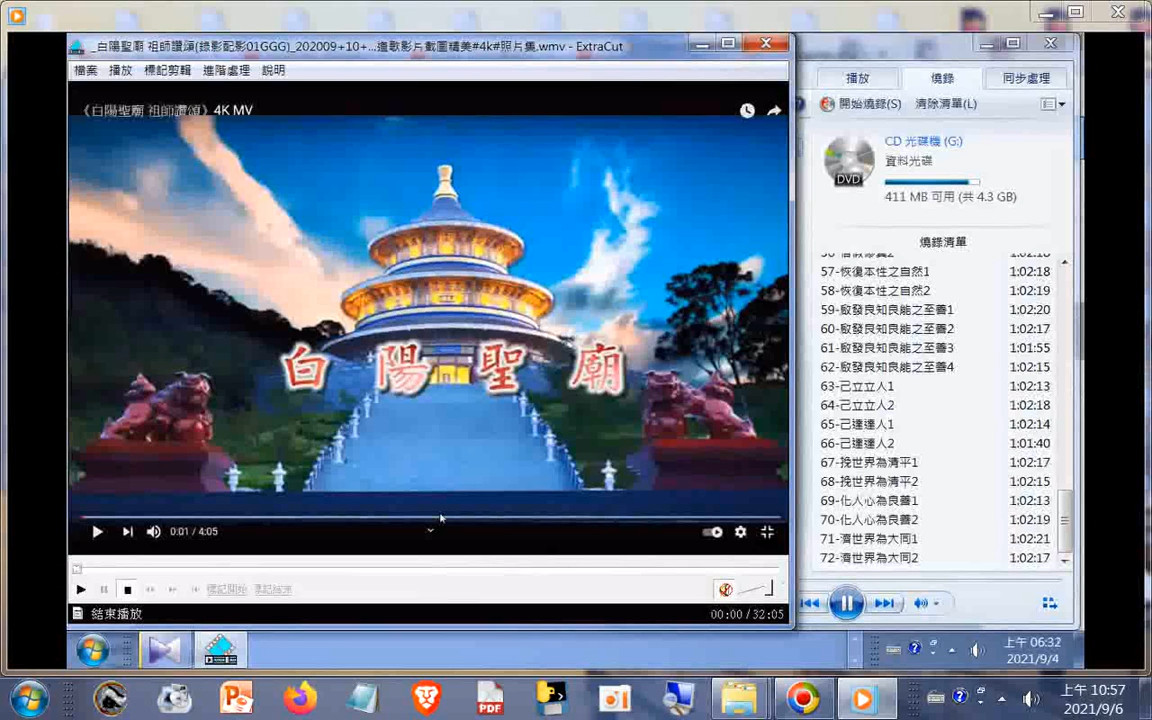 _白陽聖廟 祖師讚頌(錄影配影01GGG)_202009+10+...道歌影片截圖精美#4k#照片集.wmv - ExtraCut
檔案 播放 標記剪輯 進階處理 說明
《白陽聖廟 祖師讚頌》4K MV
白陽聖廟
0:01 / 4:05
標記開始 標記結束
結束播放
00:00 / 32:05
播放 燒錄 同步處理
開始燒錄(S) 清除清單(L)
CD 光碟機 (G:)
資料光碟
DVD
411 MB 可用 (共 4.3 GB)
燒錄清單
57-恢復本性之自然1 1:02:18
58-恢復本性之自然2 1:02:19
59-啟發良知良能之至善1 1:02:20
60-啟發良知良能之至善2 1:02:17
61-啟發良知良能之至善3 1:01:55
62-啟發良知良能之至善4 1:02:15
63-己立立人1 1:02:13
64-己立立人2 1:02:18
65-己達達人1 1:02:14
66-己達達人2 1:01:40
67-挽世界為清平1 1:02:17
68-挽世界為清平2 1:02:15
69-化人心為良善1 1:02:13
70-化人心為良善2 1:02:19
71-濟世界為大同1 1:02:21
72-濟世界為大同2 1:02:17
上午 06:32
2021/9/4
PDF
上午 10:57
2021/9/6